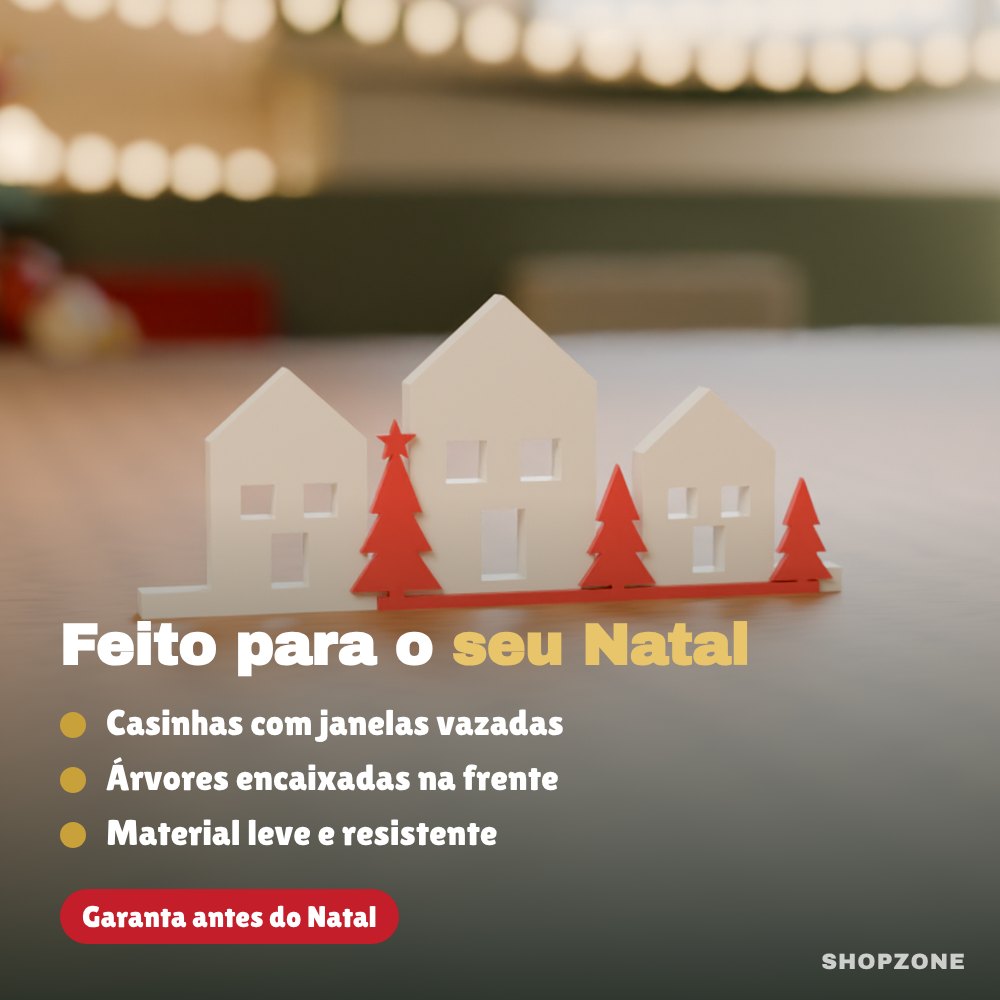 Feito para o seu Natal
Casinhas com janelas vazadas
Árvores encaixadas na frente
Material leve e resistente
Garanta antes do Natal
SHOPZONE